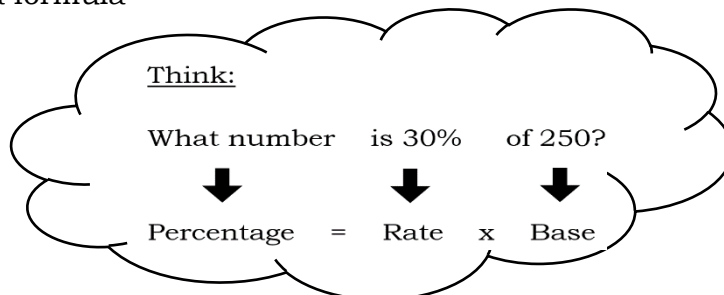 formula
Think:
What number is 30% of 250?
Percentage = Rate x Base